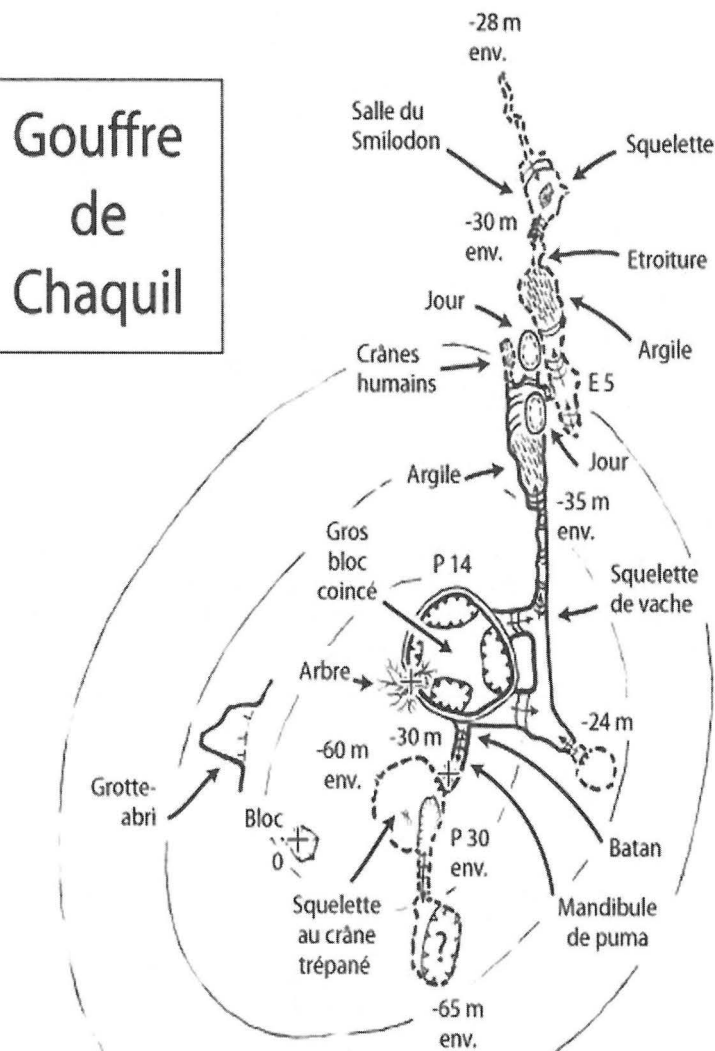 Gouffre
de
Chaquil
-28 m
env.
Salle du
Smilodon
Squelette
-30 m
env.
Etroiture
Jour
Argile
Crânes
humains
E 5
Jour
Argile
-35 m
env.
Gros
bloc
coincé
P 14
Squelette
de vache
Arbre
-24 m
-30 m
-60 m
env.
Grotte-
abri
Bloc
0
P 30
env.
Batan
Squelette
au crâne
trépané
Mandibule
de puma
?
-65 m
env.